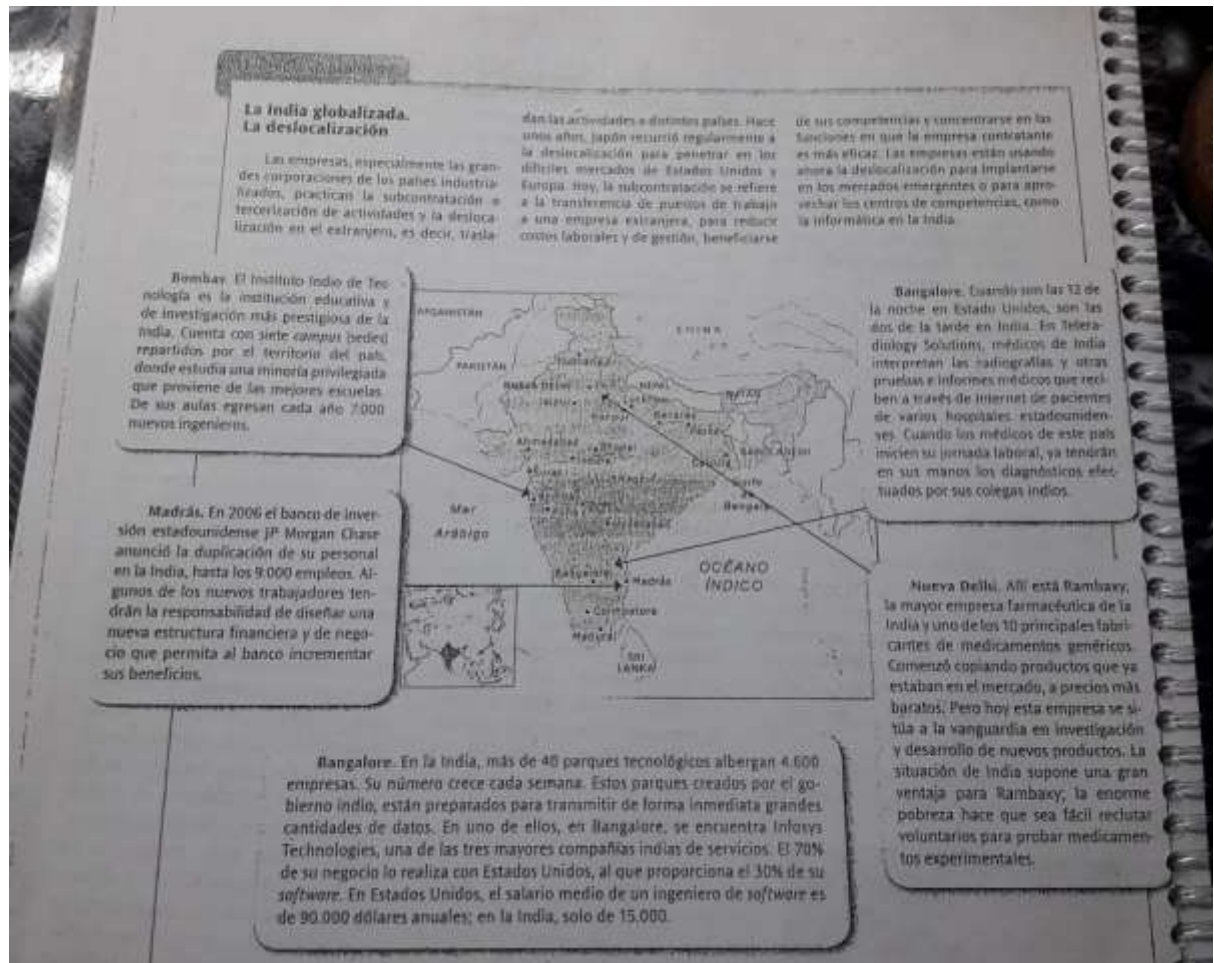 La India globalizada.
La deslocalización
Las empresas, especialmente las gran-
des corporaciones de los países industria-
lizados, practican la subcontratación o
tercerización de actividades y la desloca-
lización en el extranjero, es decir, trasla-
dan las actividades a distintos países. Hace
unos años, Japón recurrió regularmente a
la deslocalización para penetrar en los
difíciles mercados de Estados Unidos y
Europa. Hoy, la subcontratación se refiere
a la transferencia de puestos de trabajo
a una empresa extranjera, para reducir
costos laborales y de gestión, beneficiarse
de sus competencias y concentrarse en las
funciones en que la empresa contratante
es más eficaz. Las empresas están usando
ahora la deslocalización para implantarse
en los mercados emergentes o para apro-
vechar los centros de competencias, como
la informática en la India.
Bombay. El Instituto Indio de Tec
nología es la institución educativa y
de investigación más prestigiosa de la
India. Cuenta con siete campus (sedes)
repartidos por el territorio del país,
donde estudia una minoría privilegiada
que proviene de las mejores escuelas.
De sus aulas egresan cada año 7.000
nuevos ingenieros.
Madrás. En 2006 el banco de inver-
sión estadounidense JP Morgan Chase
anunció la duplicación de su personal
en la India, hasta los 9.000 empleos. Al-
gunos de los nuevos trabajadores ten-
drán la responsabilidad de diseñar una
nueva estructura financiera y de nego-
cio que permita al banco incrementar
sus beneficios.
AFGANISTÁN
CHINA
PAKISTÁN
NUEVA DELHI
NEPAL
BUTÁN
Jaipur
Kanpur
Benarés
Ahmadabad
Bhopal
BANGLADESH
Mar
Arábigo
Golfo
de
Bengala
Bangalore
Madrás
OCÉANO
ÍNDICO
Coimbatore
Madurai
SRI
LANKA
Bangalore. Cuando son las 12 de
la noche en Estado Unidos, son las
dos de la tarde en India. En Telera-
diology Solutions, médicos de India
interpretan las radiografías y otras
pruebas e informes médicos que reci-
ben a través de Internet de pacientes
de varios hospitales estadouniden-
ses. Cuando los médicos de este país
inicien su jornada laboral, ya tendrán
en sus manos los diagnósticos efec-
tuados por sus colegas indios.
Nueva Delhi. Allí está Rambaxy,
la mayor empresa farmacéutica de la
India y uno de los 10 principales fabri-
cantes de medicamentos genéricos.
Comenzó copiando productos que ya
estaban en el mercado, a precios más
baratos. Pero hoy esta empresa se si-
túa a la vanguardia en investigación
y desarrollo de nuevos productos. La
situación de India supone una gran
ventaja para Rambaxy; la enorme
pobreza hace que sea fácil reclutar
voluntarios para probar medicamen-
tos experimentales.
Bangalore. En la India, más de 40 parques tecnológicos albergan 4.600
empresas. Su número crece cada semana. Estos parques creados por el go-
bierno indio, están preparados para transmitir de forma inmediata grandes
cantidades de datos. En uno de ellos, en Bangalore, se encuentra Infosys
Technologies, una de las tres mayores compañías indias de servicios. El 70%
de su negocio lo realiza con Estados Unidos, al que proporciona el 30% de su
software. En Estados Unidos, el salario medio de un ingeniero de software es
de 90.000 dólares anuales; en la India, solo de 15.000.